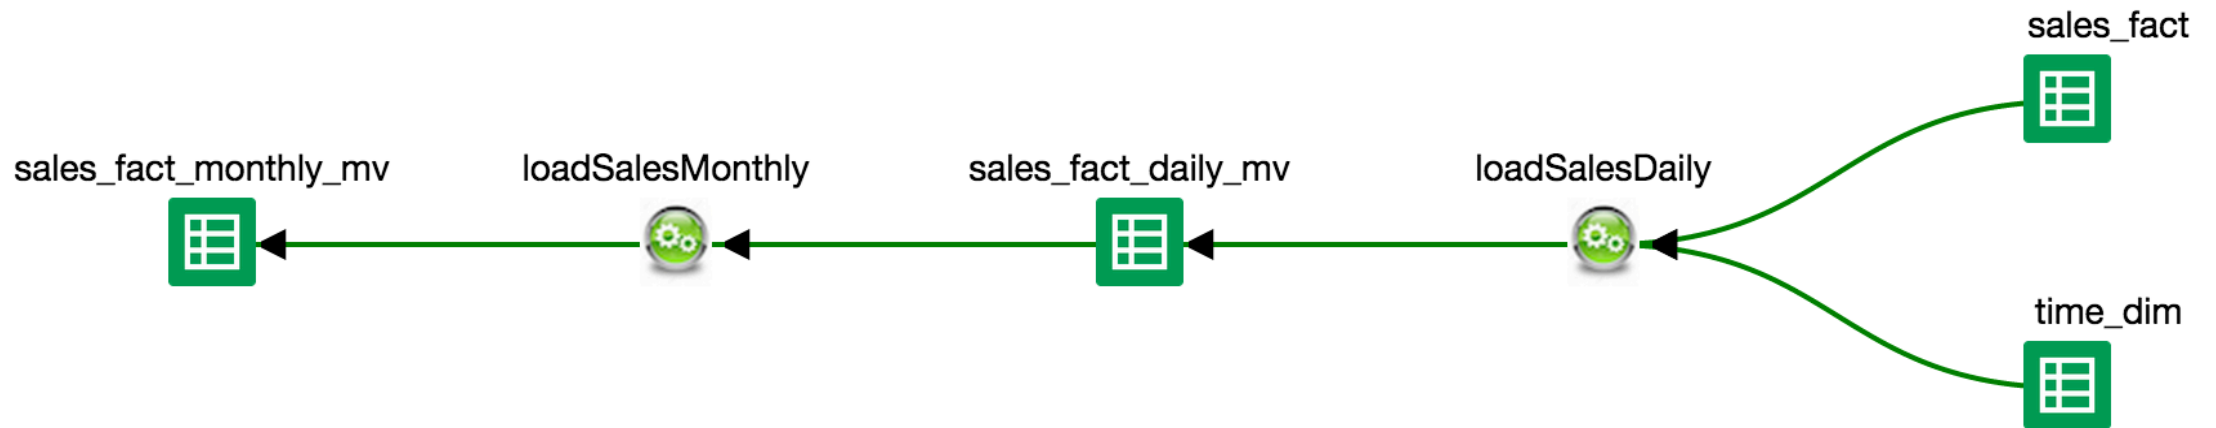 sales_fact
sales_fact_monthly_mv
loadSalesMonthly
sales_fact_daily_mv
loadSalesDaily
time_dim